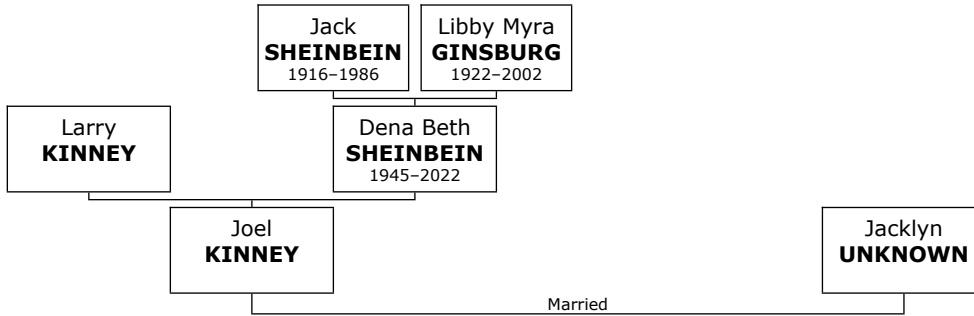 Jack
SHEINBEIN
1916–1986
Libby Myra
GINSBURG
1922–2002
Larry
KINNEY
Dena Beth
SHEINBEIN
1945–2022
Joel
KINNEY
Jacklyn
UNKNOWN
Married